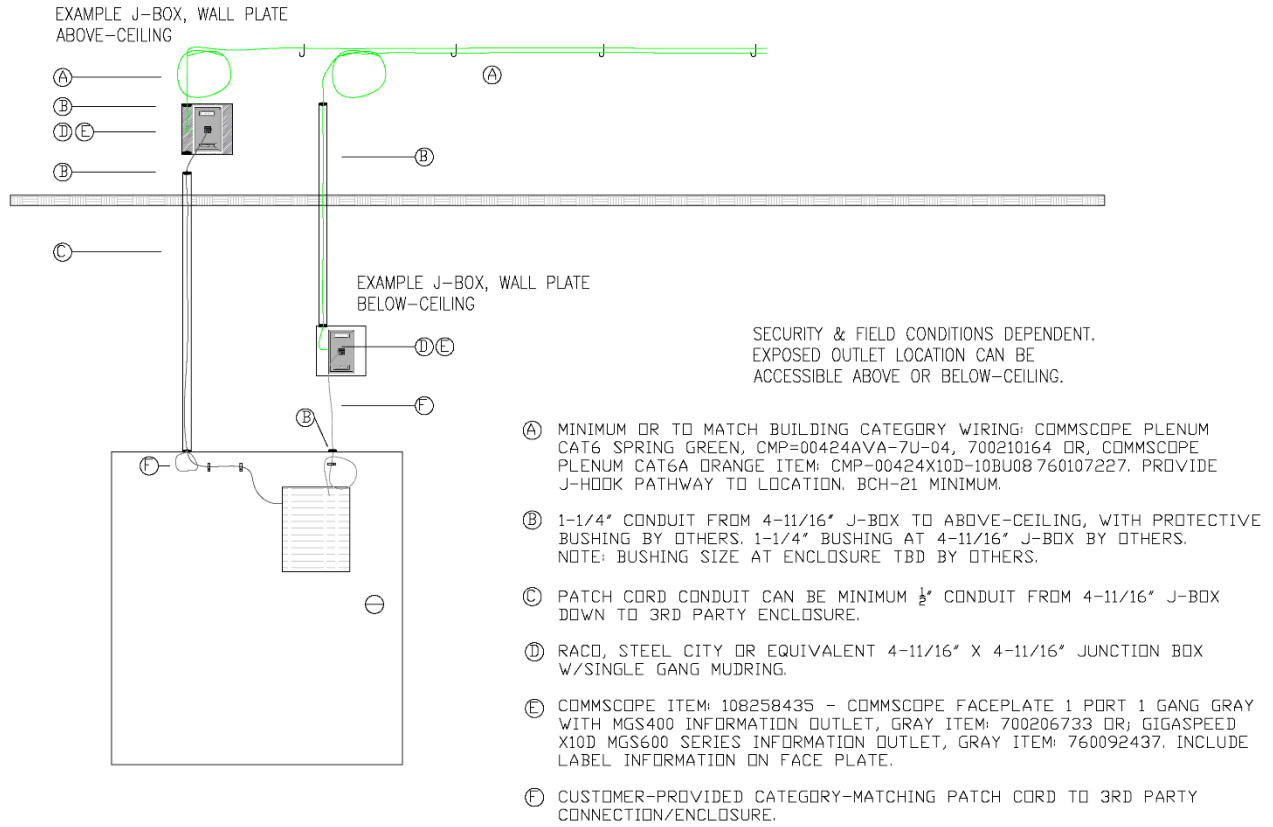 EXAMPLE J-BOX, WALL PLATE
ABOVE-CEILING
J
J
J
J
A
A
B
D E
B
B
C
EXAMPLE J-BOX, WALL PLATE
BELOW-CEILING
D E
SECURITY & FIELD CONDITIONS DEPENDENT.
EXPOSED OUTLET LOCATION CAN BE
ACCESSIBLE ABOVE OR BELOW-CEILING.
F
B
F
A MINIMUM OR TO MATCH BUILDING CATEGORY WIRING: COMMSCOPE PLENUM
CAT6 SPRING GREEN, CMP=00424AVA-7U-04, 700210164 OR, COMMSCOPE
PLENUM CAT6A ORANGE ITEM: CMP-00424X10D-10BU08 760107227. PROVIDE
J-HOOK PATHWAY TO LOCATION. BCH-21 MINIMUM.
B 1-1/4" CONDUIT FROM 4-11/16" J-BOX TO ABOVE-CEILING, WITH PROTECTIVE
BUSHING BY OTHERS. 1-1/4" BUSHING AT 4-11/16" J-BOX BY OTHERS.
NOTE: BUSHING SIZE AT ENCLOSURE TBD BY OTHERS.
C PATCH CORD CONDUIT CAN BE MINIMUM ½" CONDUIT FROM 4-11/16" J-BOX
DOWN TO 3RD PARTY ENCLOSURE.
D RACO, STEEL CITY OR EQUIVALENT 4-11/16" X 4-11/16" JUNCTION BOX
W/SINGLE GANG MUDRING.
E COMMSCOPE ITEM: 108258435 - COMMSCOPE FACEPLATE 1 PORT 1 GANG GRAY
WITH MGS400 INFORMATION OUTLET, GRAY ITEM: 700206733 OR; GIGASPEED
X10D MGS600 SERIES INFORMATION OUTLET, GRAY ITEM: 760092437. INCLUDE
LABEL INFORMATION ON FACE PLATE.
F CUSTOMER-PROVIDED CATEGORY-MATCHING PATCH CORD TO 3RD PARTY
CONNECTION/ENCLOSURE.